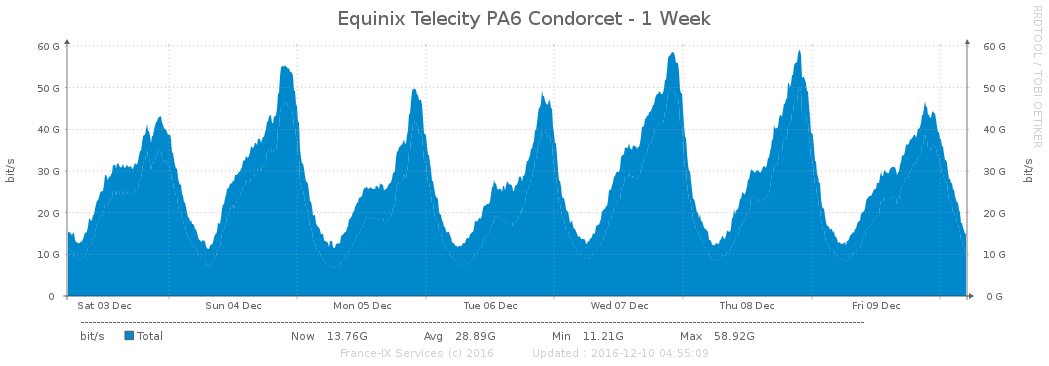 Equinix Telecity PA6 Condorcet - 1 Week
RRDTOOL / TOBI OETIKER
60 G 60 G
50 G 50 G
40 G 40 G
30 G 30 G
20 G 20 G
10 G 10 G
0 0 G
bit/s
bit/s
Sat 03 Dec Sun 04 Dec Mon 05 Dec Tue 06 Dec Wed 07 Dec Thu 08 Dec Fri 09 Dec
bit/s Total Now 13.76G Avg 28.89G Min 11.21G Max 58.92G
France-IX Services (c) 2016 Updated : 2016-12-10 04:55:09